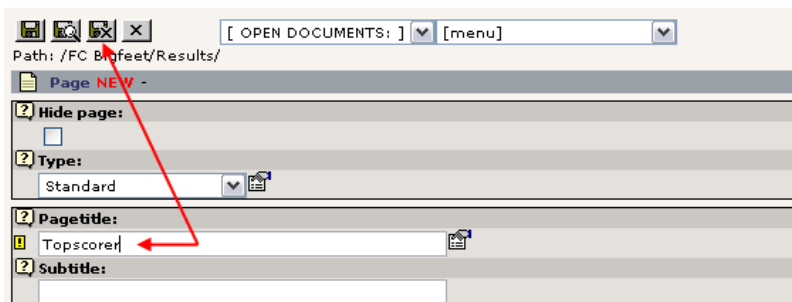 [ OPEN DOCUMENTS: ] [menu]
Path: /FC Bigfeet/Results/
Page NEW -
? Hide page:
? Type:
Standard
? Pagetitle:
! Topscorer
? Subtitle: